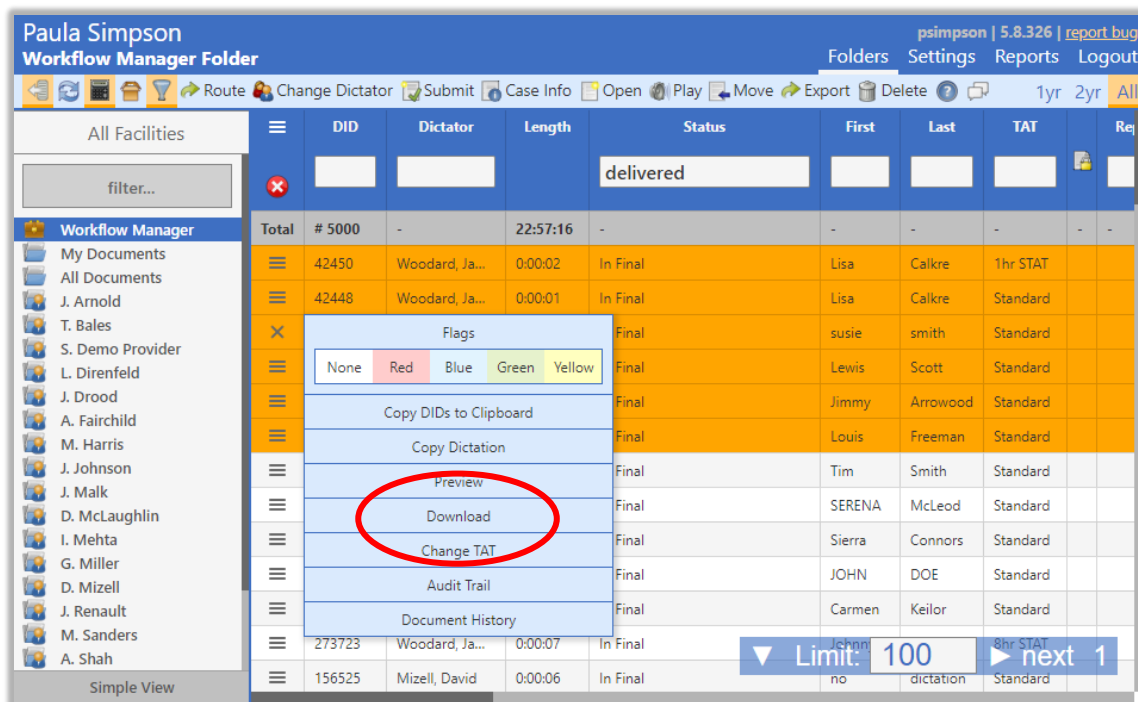 Paula Simpson
psimpson | 5.8.326 | report bug
Workflow Manager Folder
Folders Settings Reports Logout
Route Change Dictator Submit Case Info Open Play Move Export Delete 1yr 2yr All
All Facilities
filter...
Workflow Manager
My Documents
All Documents
J. Arnold
T. Bales
S. Demo Provider
L. Direnfeld
J. Drood
A. Fairchild
M. Harris
J. Johnson
J. Malk
D. McLaughlin
I. Mehta
G. Miller
D. Mizell
J. Renault
M. Sanders
A. Shah
Simple View
DID Dictator Length Status First Last TAT
delivered
Total # 5000 - 22:57:16 - - - - - -
42450 Woodard, Ja... 0:00:02 In Final Lisa Calkre 1hr STAT
42448 Woodard, Ja... 0:00:01 In Final Lisa Calkre Standard
Final susie smith Standard
Final Lewis Scott Standard
Final Jimmy Arrowood Standard
Final Louis Freeman Standard
Final Tim Smith Standard
Final SERENA McLeod Standard
Final Sierra Connors Standard
Final JOHN DOE Standard
Final Carmen Keilor Standard
273723 Woodard, Ja... 0:00:07 In Final 8hr STAT
156525 Mizell, David 0:00:06 In Final no dictation Standard
Flags
None Red Blue Green Yellow
Copy DIDs to Clipboard
Copy Dictation
Preview
Download
Change TAT
Audit Trail
Document History
Limit: 100 next 1